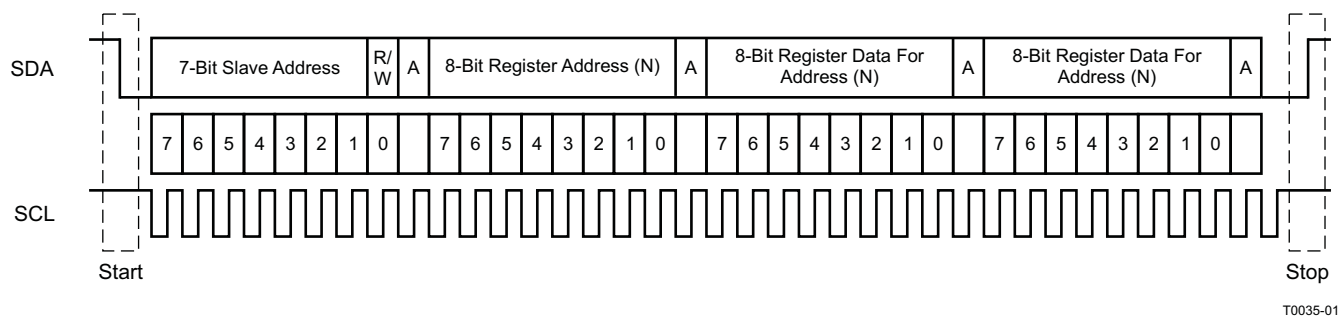 SDA
7-Bit Slave Address
R/
W
A
8-Bit Register Address (N)
A
8-Bit Register Data For
Address (N)
A
8-Bit Register Data For
Address (N)
A
7 6 5 4 3 2 1 0 7 6 5 4 3 2 1 0 7 6 5 4 3 2 1 0 7 6 5 4 3 2 1 0
SCL
Start
Stop
T0035-01